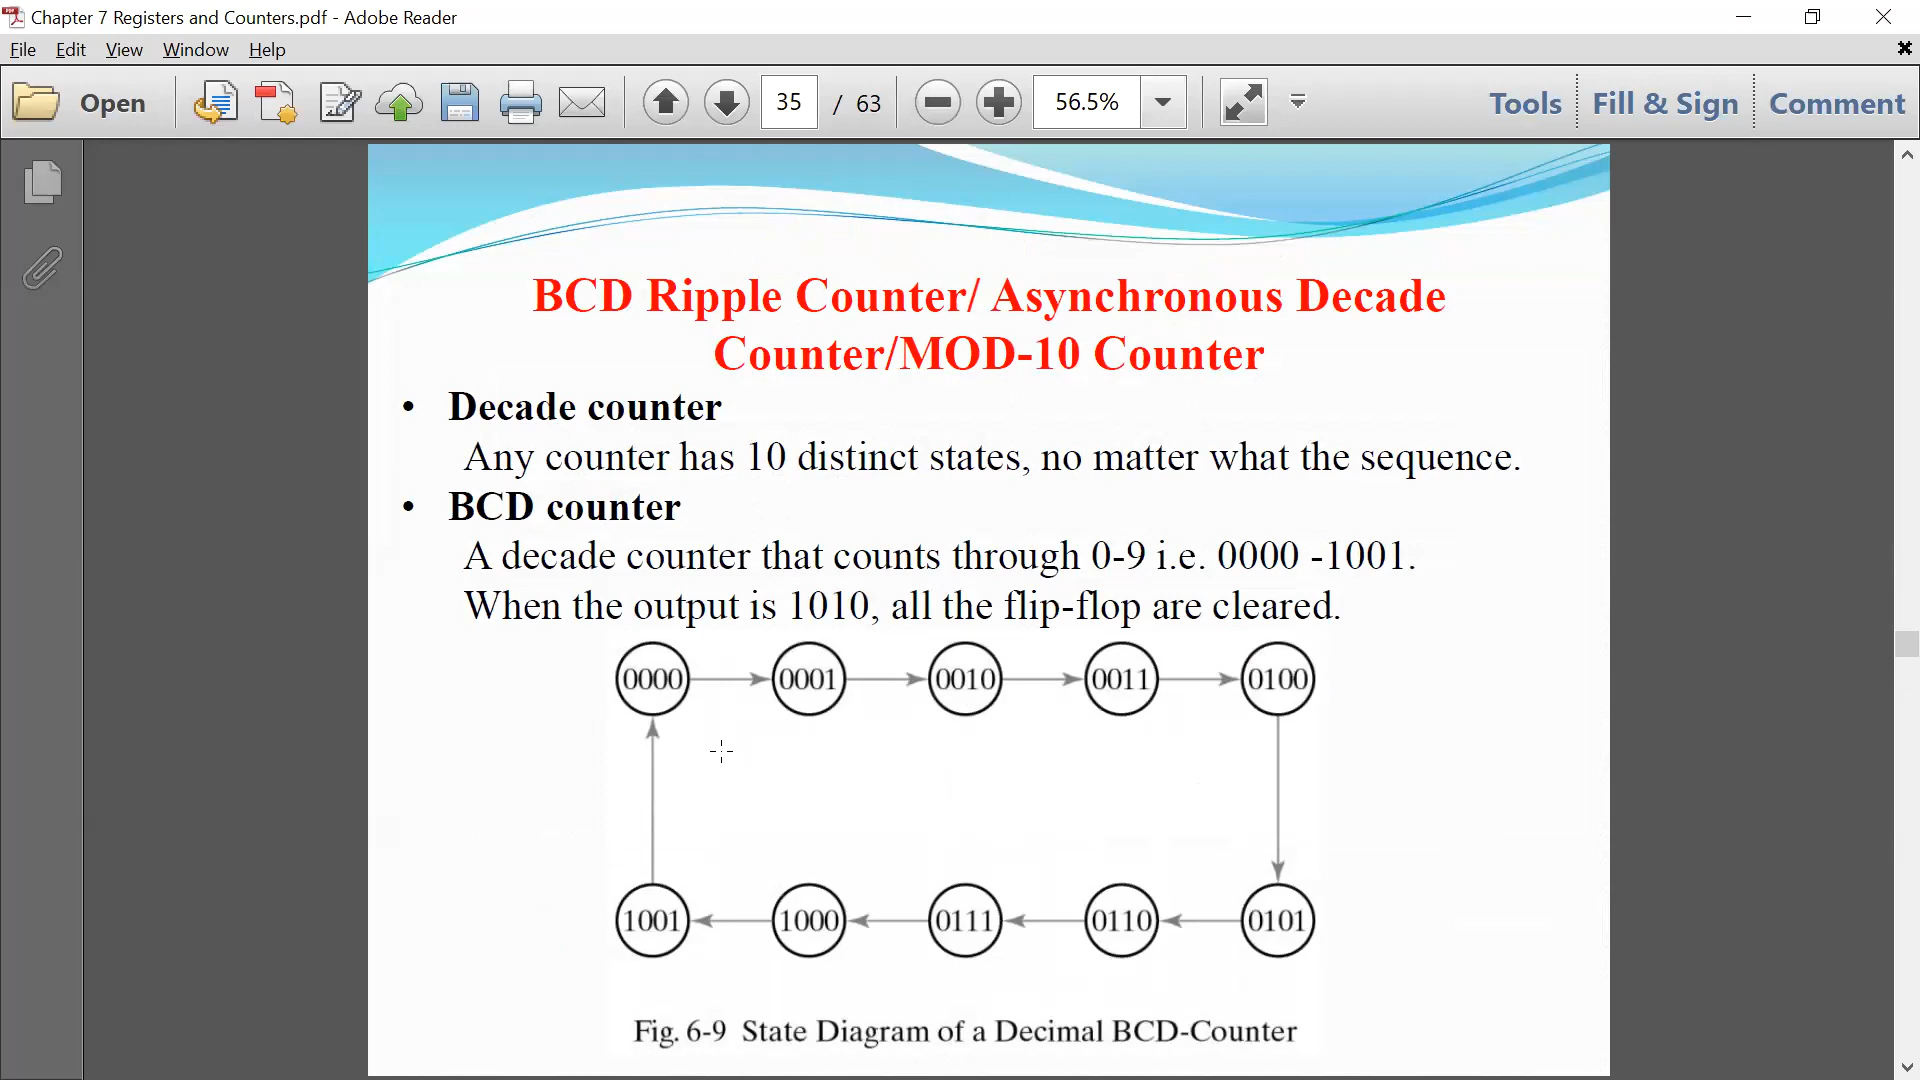 Chapter 7 Registers and Counters.pdf - Adobe Reader
File Edit View Window Help
Open 35 / 63 56.5% Tools Fill & Sign Comment
BCD Ripple Counter/ Asynchronous Decade
Counter/MOD-10 Counter
• Decade counter
Any counter has 10 distinct states, no matter what the sequence.
• BCD counter
A decade counter that counts through 0-9 i.e. 0000 -1001.
When the output is 1010, all the flip-flop are cleared.
0000 0001 0010 0011 0100
1001 1000 0111 0110 0101
Fig. 6-9 State Diagram of a Decimal BCD-Counter